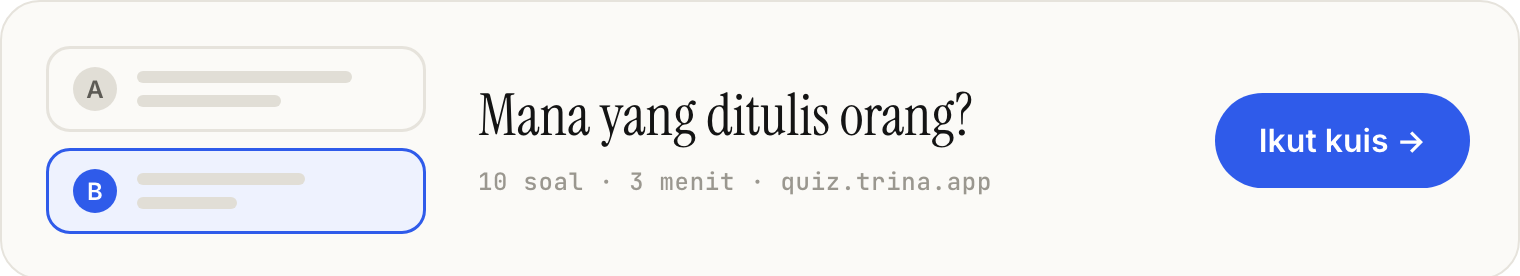 A
B
Mana yang ditulis orang?
10 soal · 3 menit · quiz.trina.app
Ikut kuis →